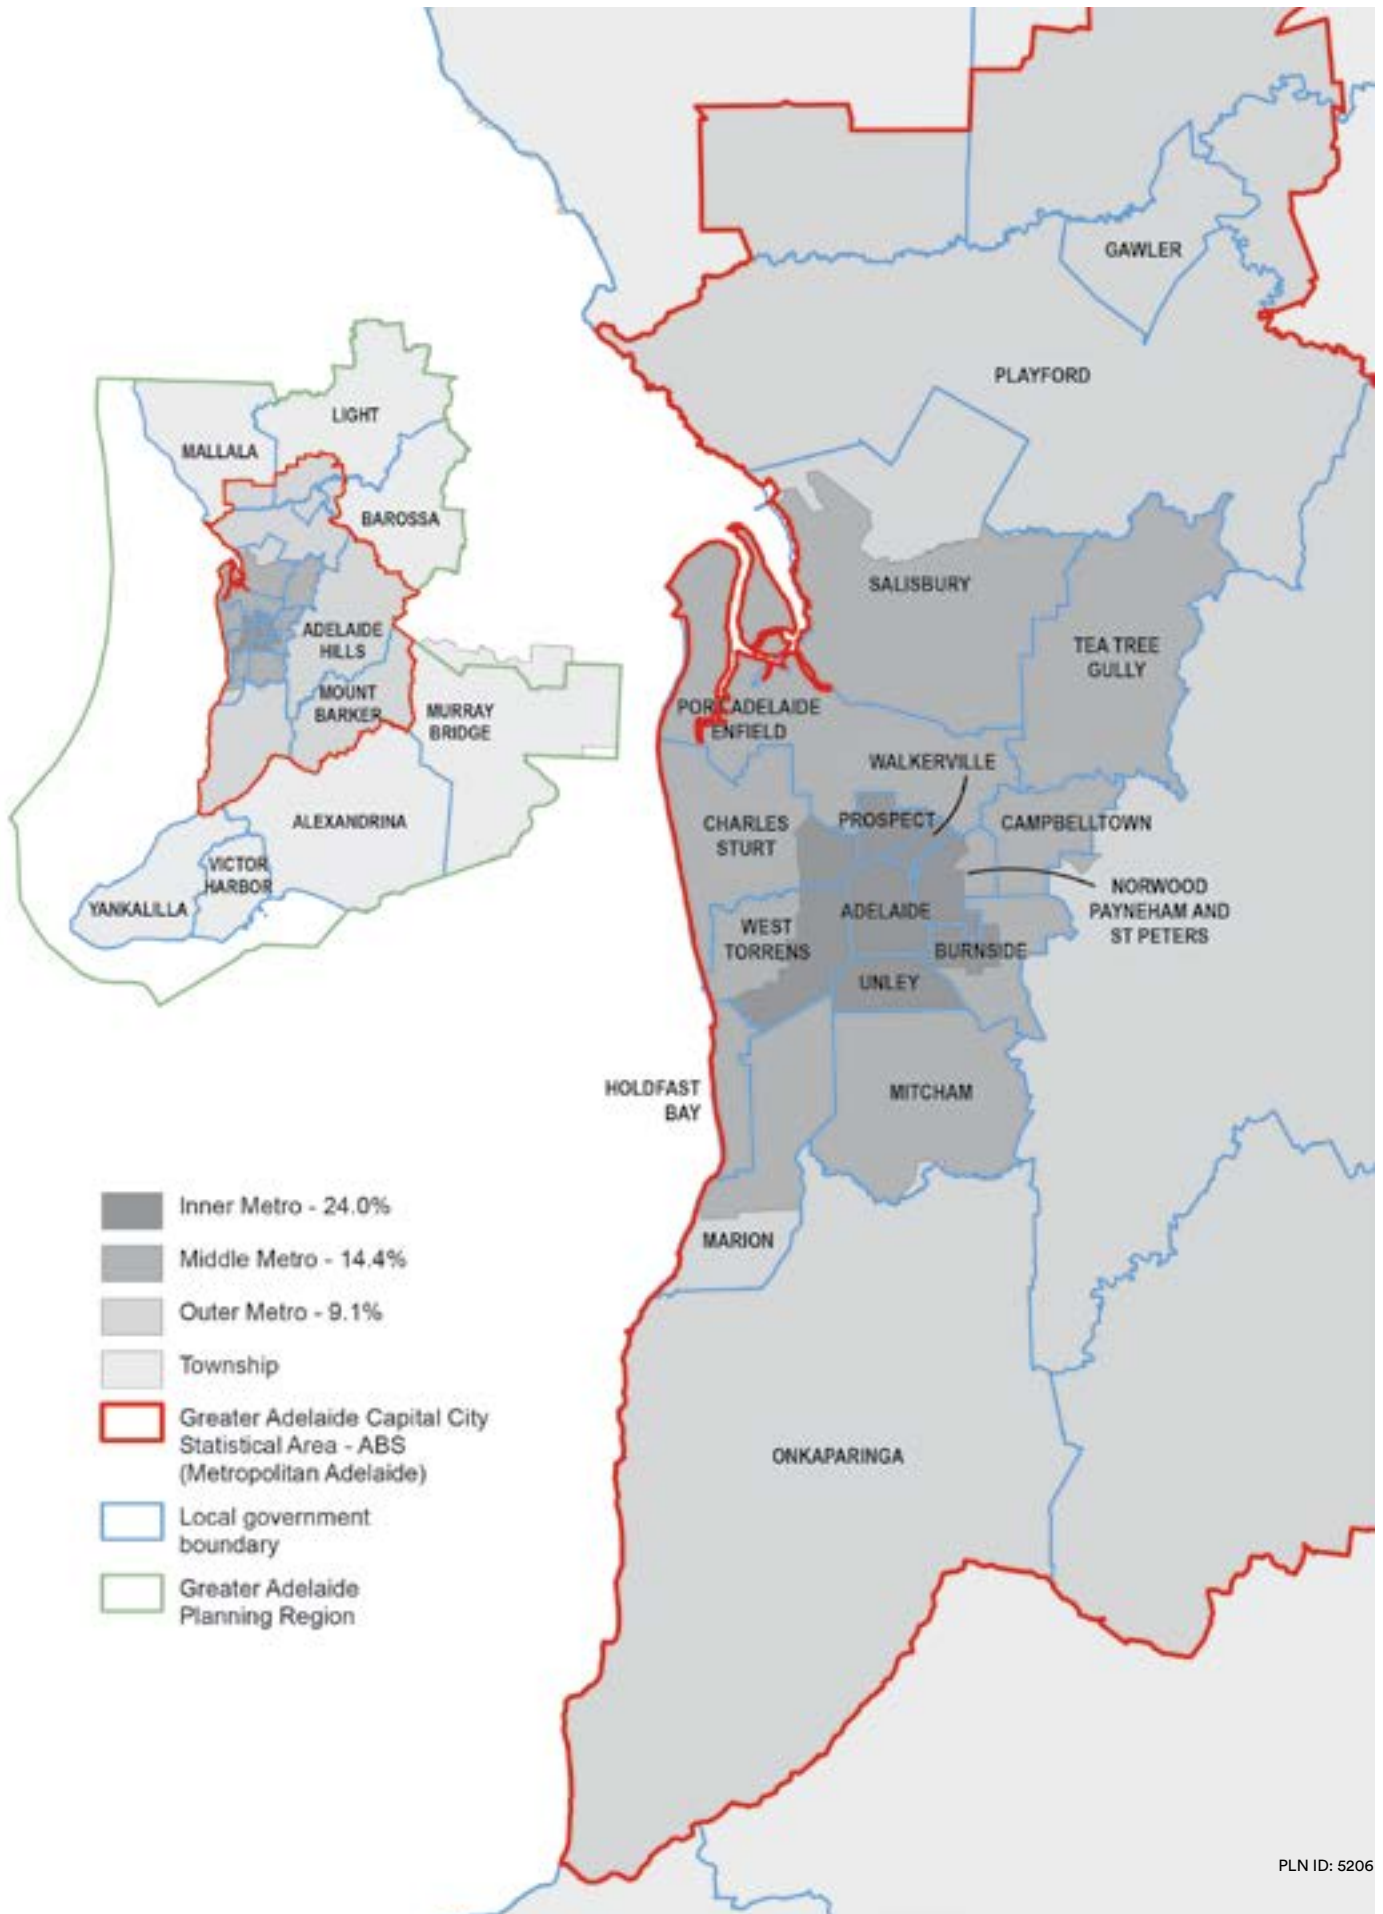 GAWLER
PLAYFORD
LIGHT
MALLALA
BAROSSA
SALISBURY
ADELAIDE
HILLS
TEA TREE
GULLY
MOUNT
BARKER
MURRAY
BRIDGE
ADELAIDE
ENFIELD
WALKERVILLE
ALEXANDRINA
CHARLES
STURT
PROSPECT
CAMPBELLTOWN
VICTOR
HARBOR
YANKALILLA
NORWOOD
PAYNEHAM AND
ST PETERS
ADELAIDE
WEST
TORRENS
BURNSIDE
UNLEY
HOLDFAST
BAY
MITCHAM
MARION
ONKAPARINGA
Inner Metro - 24.0%
Middle Metro - 14.4%
Outer Metro - 9.1%
Township
Greater Adelaide Capital City
Statistical Area - ABS
(Metropolitan Adelaide)
Local government
boundary
Greater Adelaide
Planning Region
PLN ID: 5206